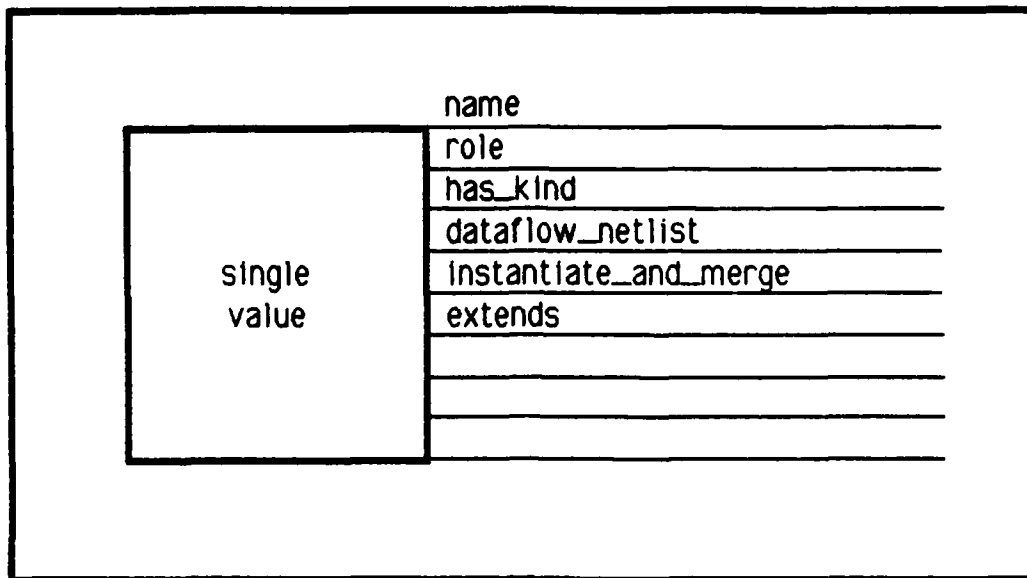 name
role
has_kind
dataflow_netlist
instantiate_and_merge
extends
single
value